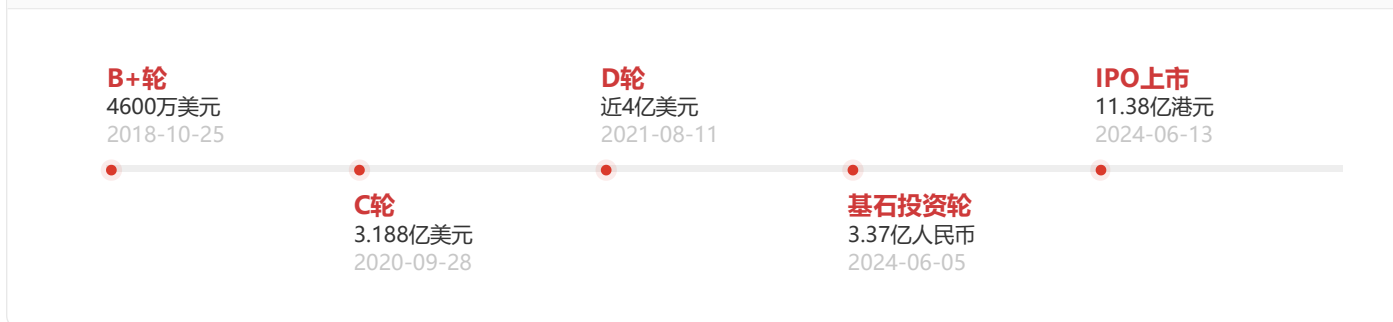 B+轮
4600万美元
2018-10-25
C轮
3.188亿美元
2020-09-28
D轮
近4亿美元
2021-08-11
基石投资轮
3.37亿人民币
2024-06-05
IPO上市
11.38亿港元
2024-06-13